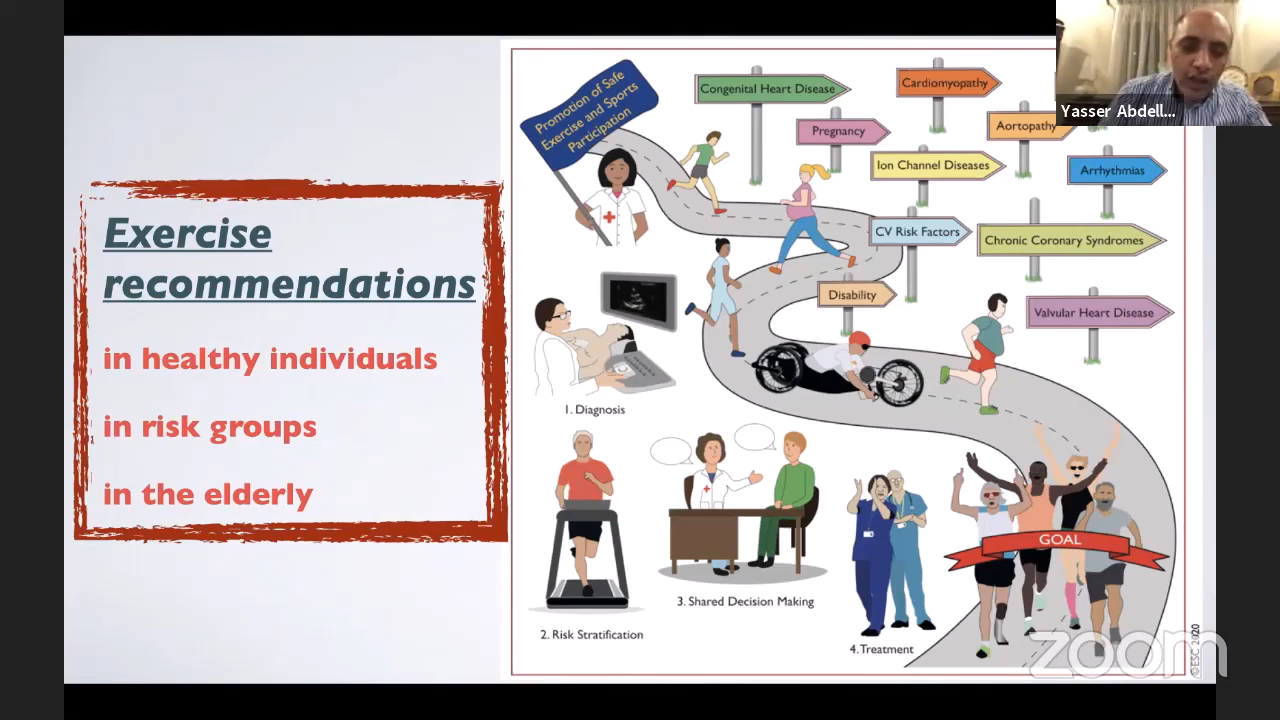 Exercise
recommendations
in healthy individuals
in risk groups
in the elderly
Promotion of Safe
Exercise and Sports
Participation
Congenital Heart Disease
Cardiomyopathy
Pregnancy
Aortopathy
Ion Channel Diseases
Arrhythmias
CV Risk Factors
Chronic Coronary Syndromes
Disability
Valvular Heart Disease
1. Diagnosis
2. Risk Stratification
3. Shared Decision Making
4. Treatment
GOAL
©ESC 2020
Yasser Abdell...
zoom